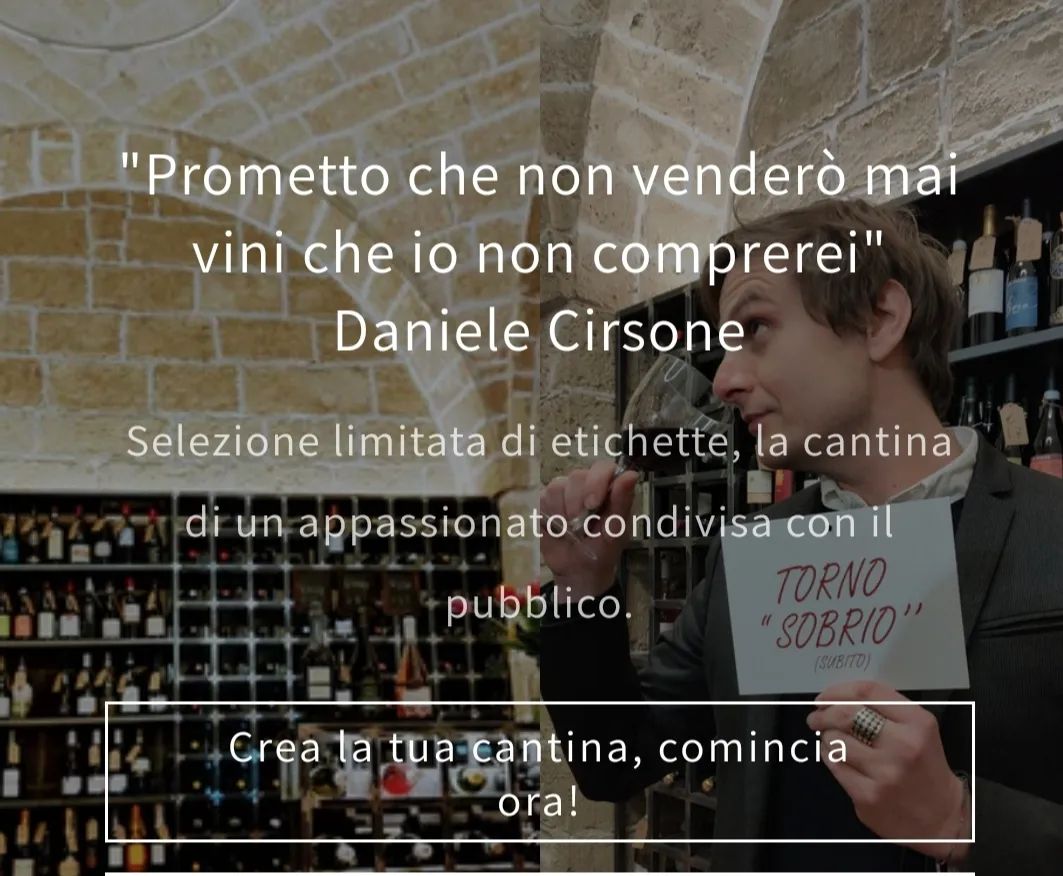 "Prometto che non venderò mai
vini che io non comprerei"
Daniele Cirsone
Selezione limitata di etichette, la cantina
di un appassionato condivisa con il
pubblico.
TORNO
"SOBRIO"
(SUBITO)
Crea la tua cantina, comincia
ora!